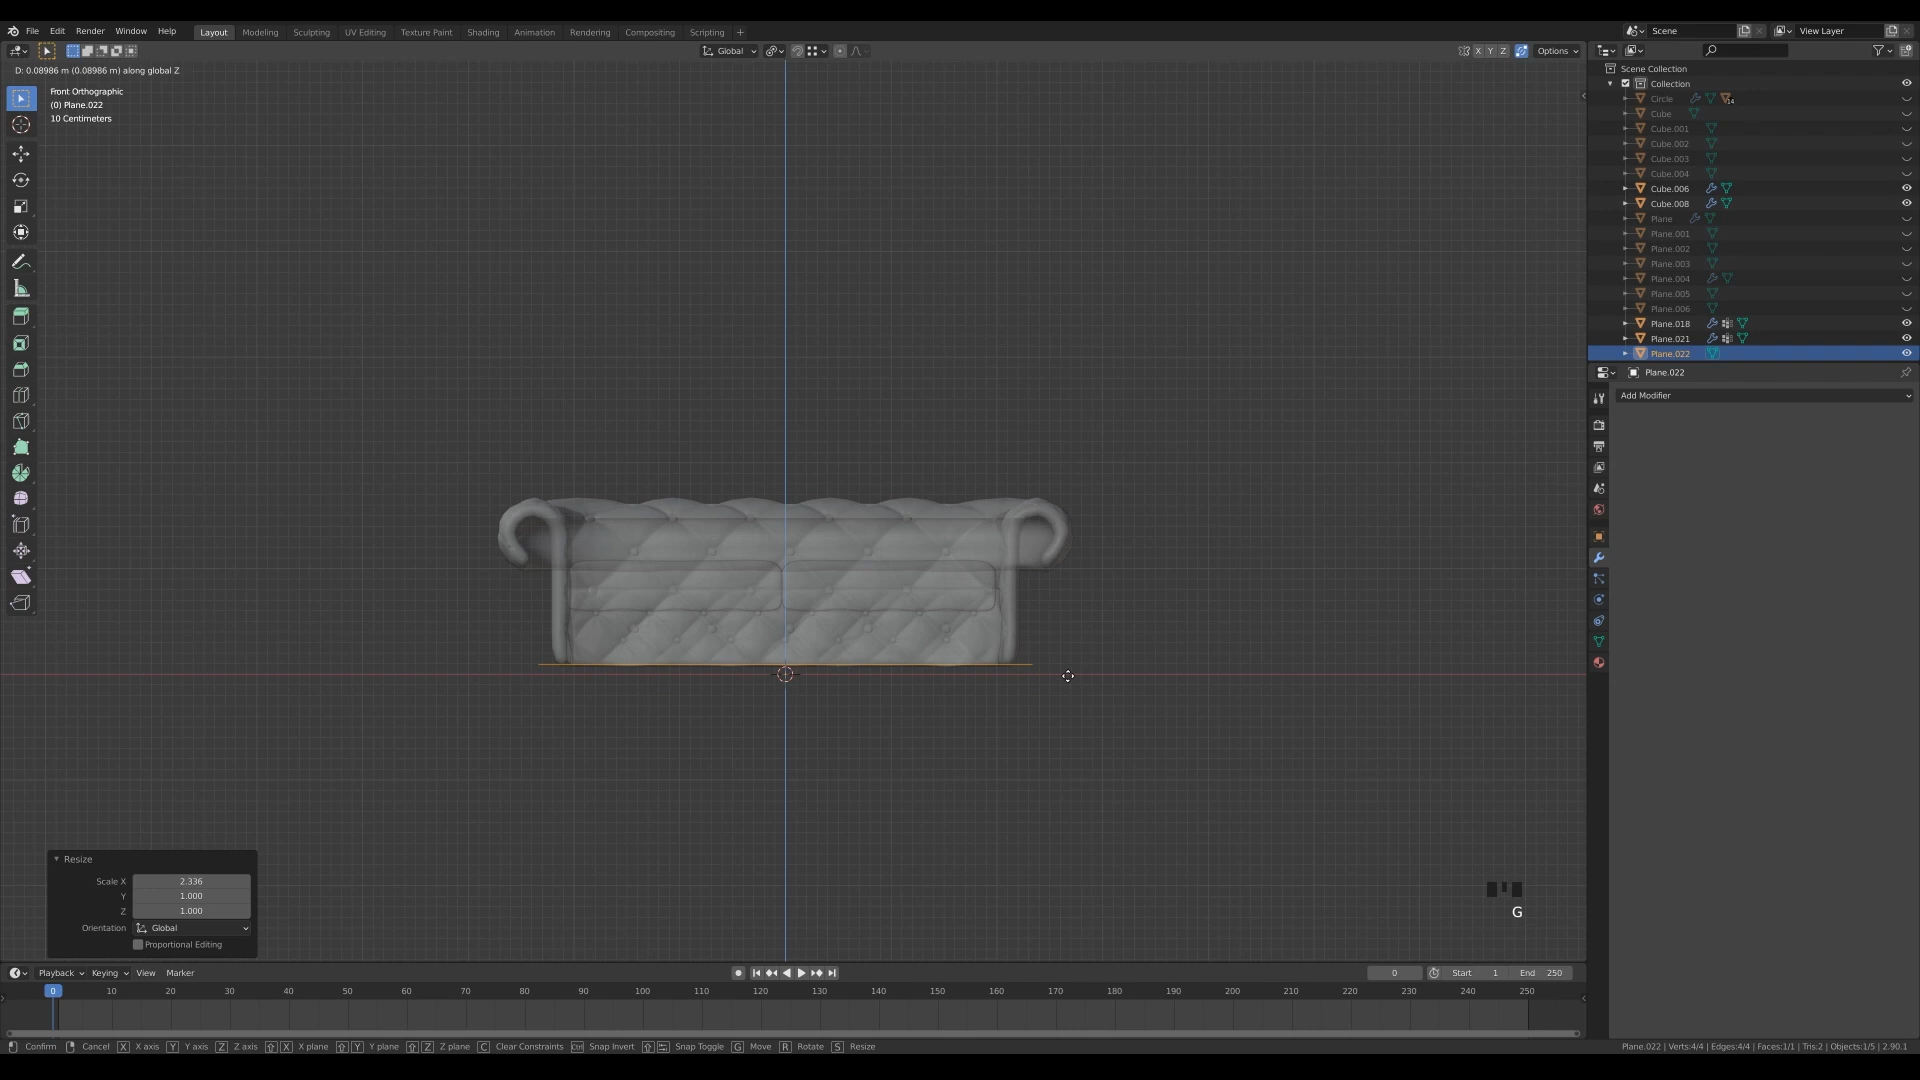 File Edit Render Window Help Layout Modeling Sculpting UV Editing Texture Paint Shading Animation Rendering Compositing Scripting + Scene View Layer
Global X Y Z Options
D: 0.08986 m (0.08986 m) along global Z
Front Orthographic
(0) Plane.022
10 Centimeters
Scene Collection
Collection
Circle 14
Cube
Cube.001
Cube.002
Cube.003
Cube.004
Cube.006
Cube.008
Plane
Plane.001
Plane.002
Plane.003
Plane.004
Plane.005
Plane.006
Plane.018
Plane.021
Plane.022
Plane.022
Add Modifier
Resize
Scale X 2.336
Y 1.000
Z 1.000
Orientation Global
Proportional Editing
G
Playback Keying View Marker 0 Start 1 End 250
0 10 20 30 40 50 60 70 80 90 100 110 120 130 140 150 160 170 180 190 200 210 220 230 240 250
Confirm Cancel X X axis Y Y axis Z Z axis X X plane Y Y plane Z Z plane C Clear Constraints Ctrl Snap Invert Snap Toggle G Move R Rotate S Resize Plane.022 | Verts:4/4 | Edges:4/4 | Faces:1/1 | Tris:2 | Objects:1/5 | 2.90.1